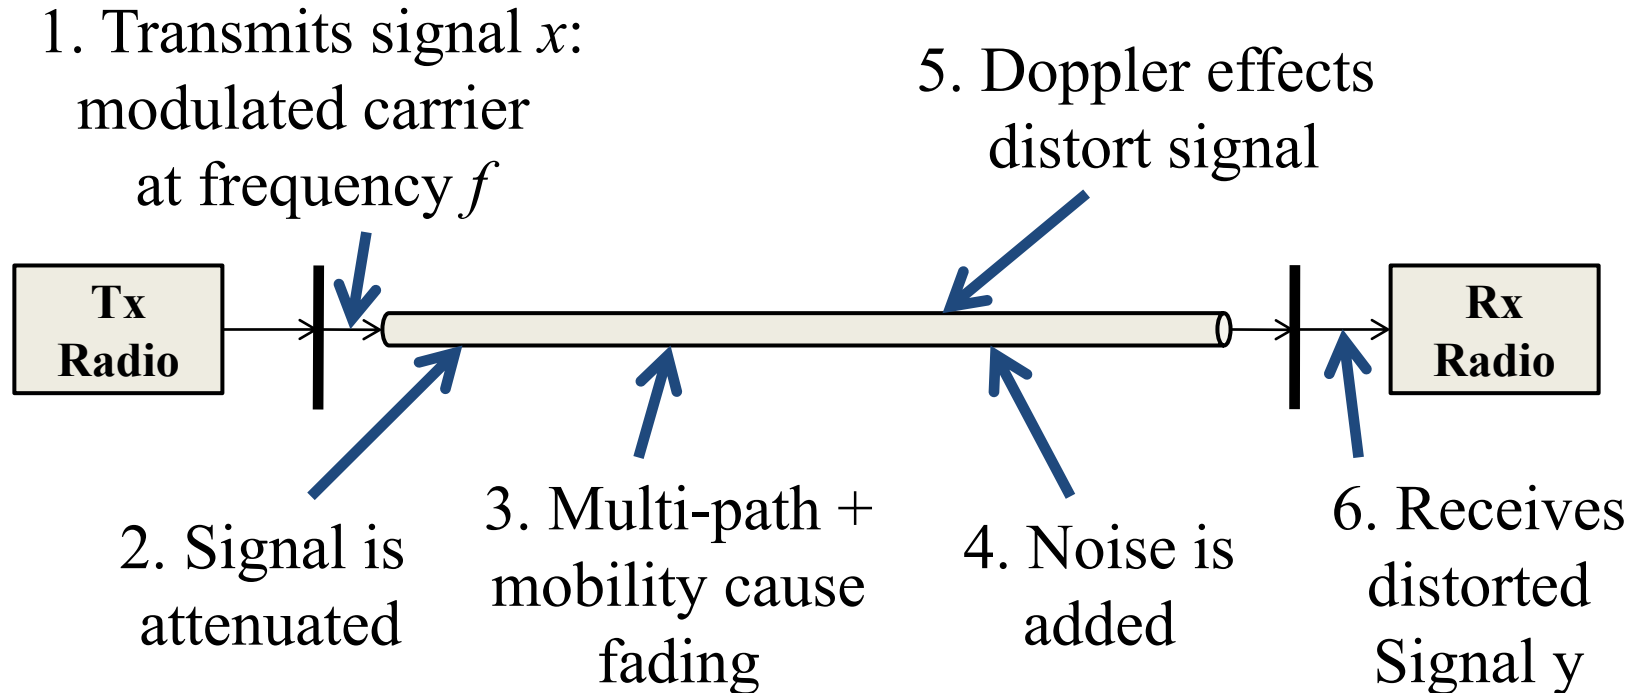 1. Transmits signal x:
modulated carrier
at frequency f
5. Doppler effects
distort signal
Tx
Radio
Rx
Radio
2. Signal is
attenuated
3. Multi-path +
mobility cause
fading
4. Noise is
added
6. Receives
distorted
Signal y